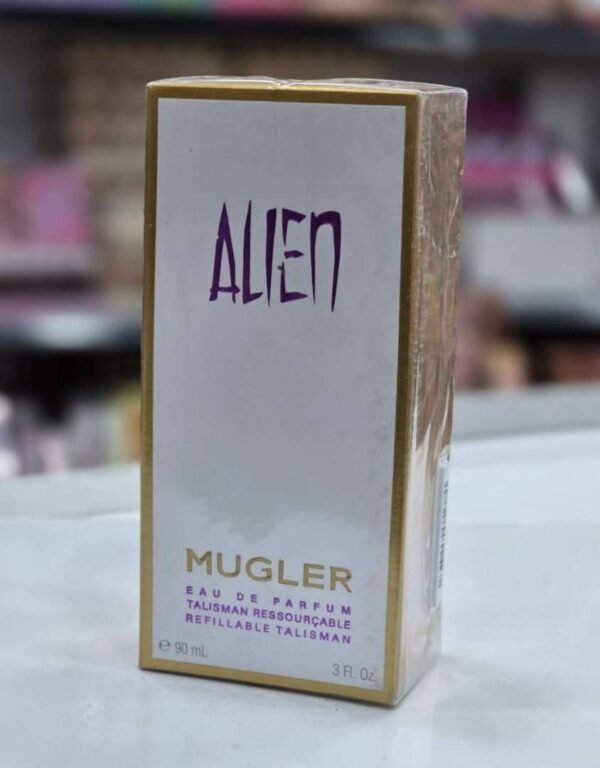 ALIEN
MUGLER
EAU DE PARFUM
TALISMAN RESSOURÇABLE
REFILLABLE TALISMAN
e 90 mL
3 Fl. Oz.